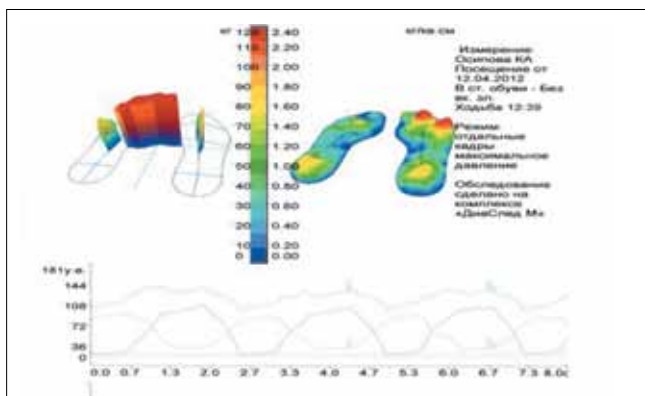 кг
кг/кв.см
120 2.40
110 2.20
100 2.00
90 1.80
80 1.60
70 1.40
60 1.20
50 1.00
40 0.80
30 0.60
20 0.40
10 0.20
0 0.00
Измерение
Осипова КА
Посещение от
12.04.2012
В ст. обуви - Без
вк. эл.
Ходьба 12:39
Режим:
отдельные
кадры
максимальное
давление
Обследование
сделано на
комплексе
«ДиаСлед М»
181у.е.
144
108
72
36
0
0.0 0.7 1.3 2.0 2.7 3.3 4.0 4.7 5.3 6.0 6.7 7.3 8.0с